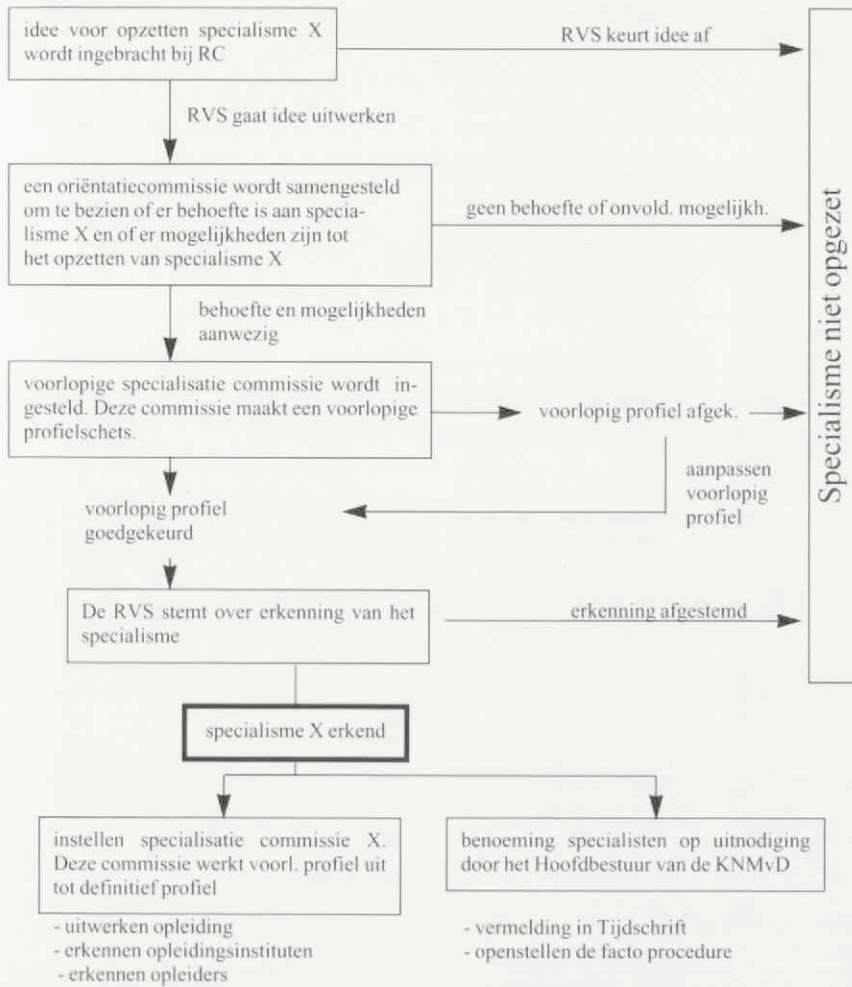 idee voor opzetten specialisme X
wordt ingebracht bij RC
RVS keurt idee af
RVS gaat idee uitwerken
een oriëntatiecommissie wordt samengesteld
om te bezien of er behoefte is aan specia-
lisme X en of er mogelijkheden zijn tot
het opzetten van specialisme X
geen behoefte of onvold. mogelijkh.
behoefte en mogelijkheden
aanwezig
voorlopige specialisatie commissie wordt in-
gesteld. Deze commissie maakt een voorlopige
profielschets.
voorlopig profiel afgek.
aanpassen
voorlopig
profiel
voorlopig profiel
goedgekeurd
De RVS stemt over erkenning van het
specialisme
erkenning afgestemd
Specialisme niet opgezet
specialisme X erkend
instellen specialisatie commissie X.
Deze commissie werkt voorl. profiel uit
tot definitief profiel
- uitwerken opleiding
- erkennen opleidingsinstituten
- erkennen opleiders
benoeming specialisten op uitnodiging
door het Hoofdbestuur van de KNMvD
- vermelding in Tijdschrift
- openstellen de facto procedure